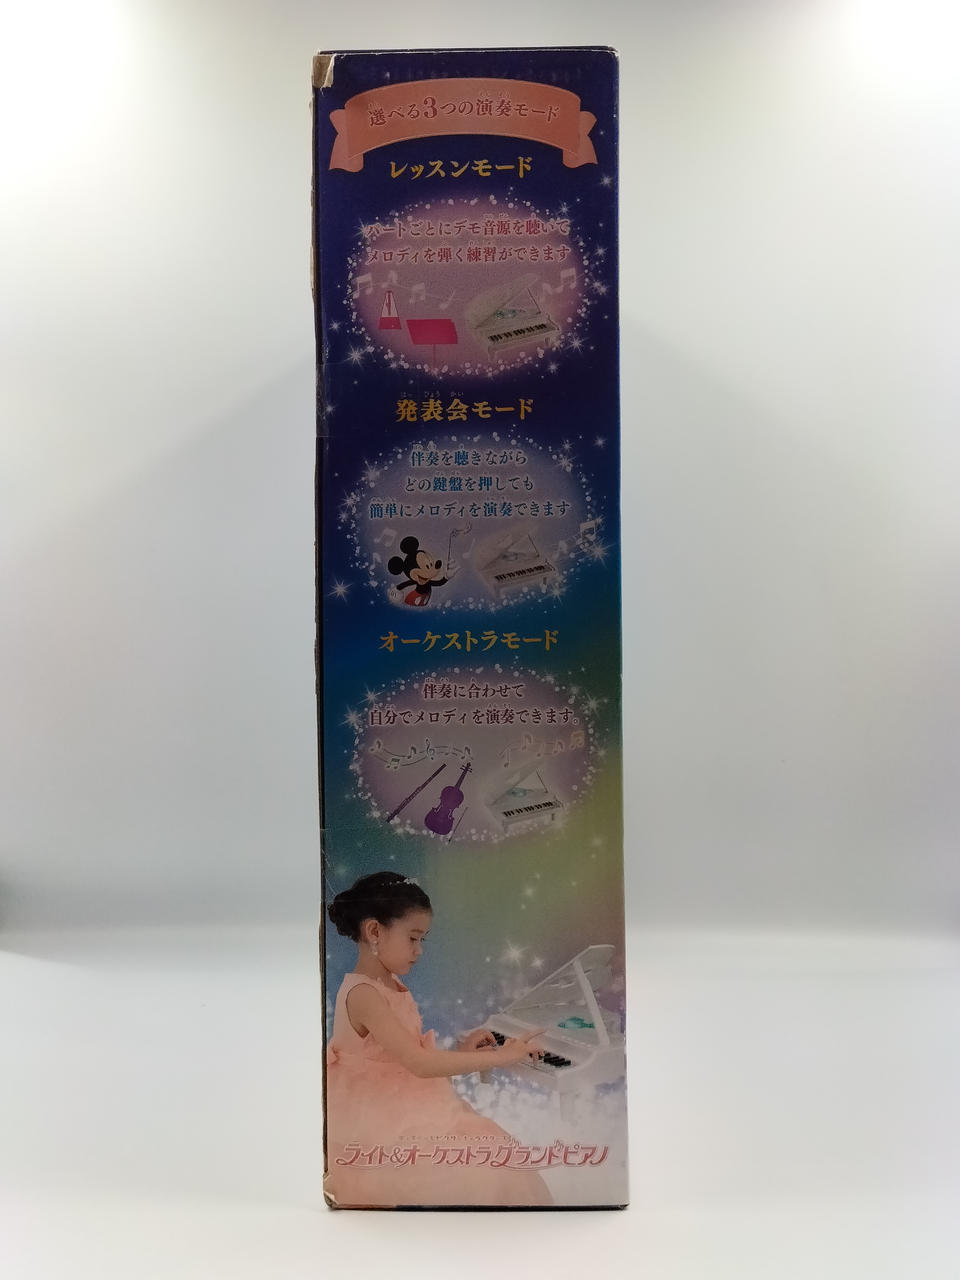 選べる3つの演奏モード
レッスンモード
パートごとにデモ音源を聴いて
メロディを弾く練習ができます
発表会モード
伴奏を聴きながら
どの鍵盤を押しても
簡単にメロディを演奏できます
オーケストラモード
伴奏に合わせて
自分でメロディを演奏できます。
ライト&オーケストラグランドピアノ